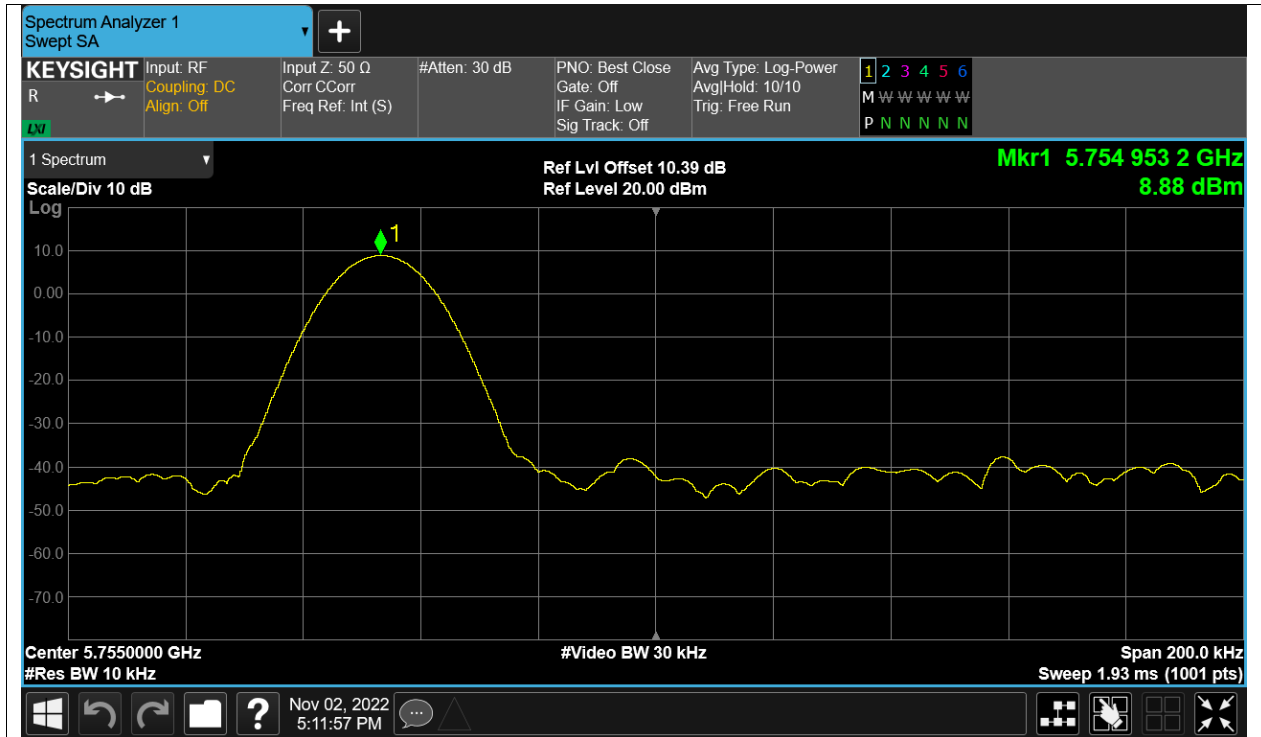 Spectrum Analyzer 1
Swept SA
+
KEYSIGHT
R
LXI
Input: RF
Coupling: DC
Align: Off
Input Z: 50 Ω
Corr CCorr
Freq Ref: Int (S)
#Atten: 30 dB
PNO: Best Close
Gate: Off
IF Gain: Low
Sig Track: Off
Avg Type: Log-Power
Avg|Hold: 10/10
Trig: Free Run
1 2 3 4 5 6
M W W W W W
P N N N N N
1 Spectrum
Scale/Div 10 dB
Log
Ref Lvl Offset 10.39 dB
Ref Level 20.00 dBm
Mkr1 5.754 953 2 GHz
8.88 dBm
1
10.0
0.00
-10.0
-20.0
-30.0
-40.0
-50.0
-60.0
-70.0
Center 5.7550000 GHz
#Res BW 10 kHz
#Video BW 30 kHz
Span 200.0 kHz
Sweep 1.93 ms (1001 pts)
?
Nov 02, 2022
5:11:57 PM